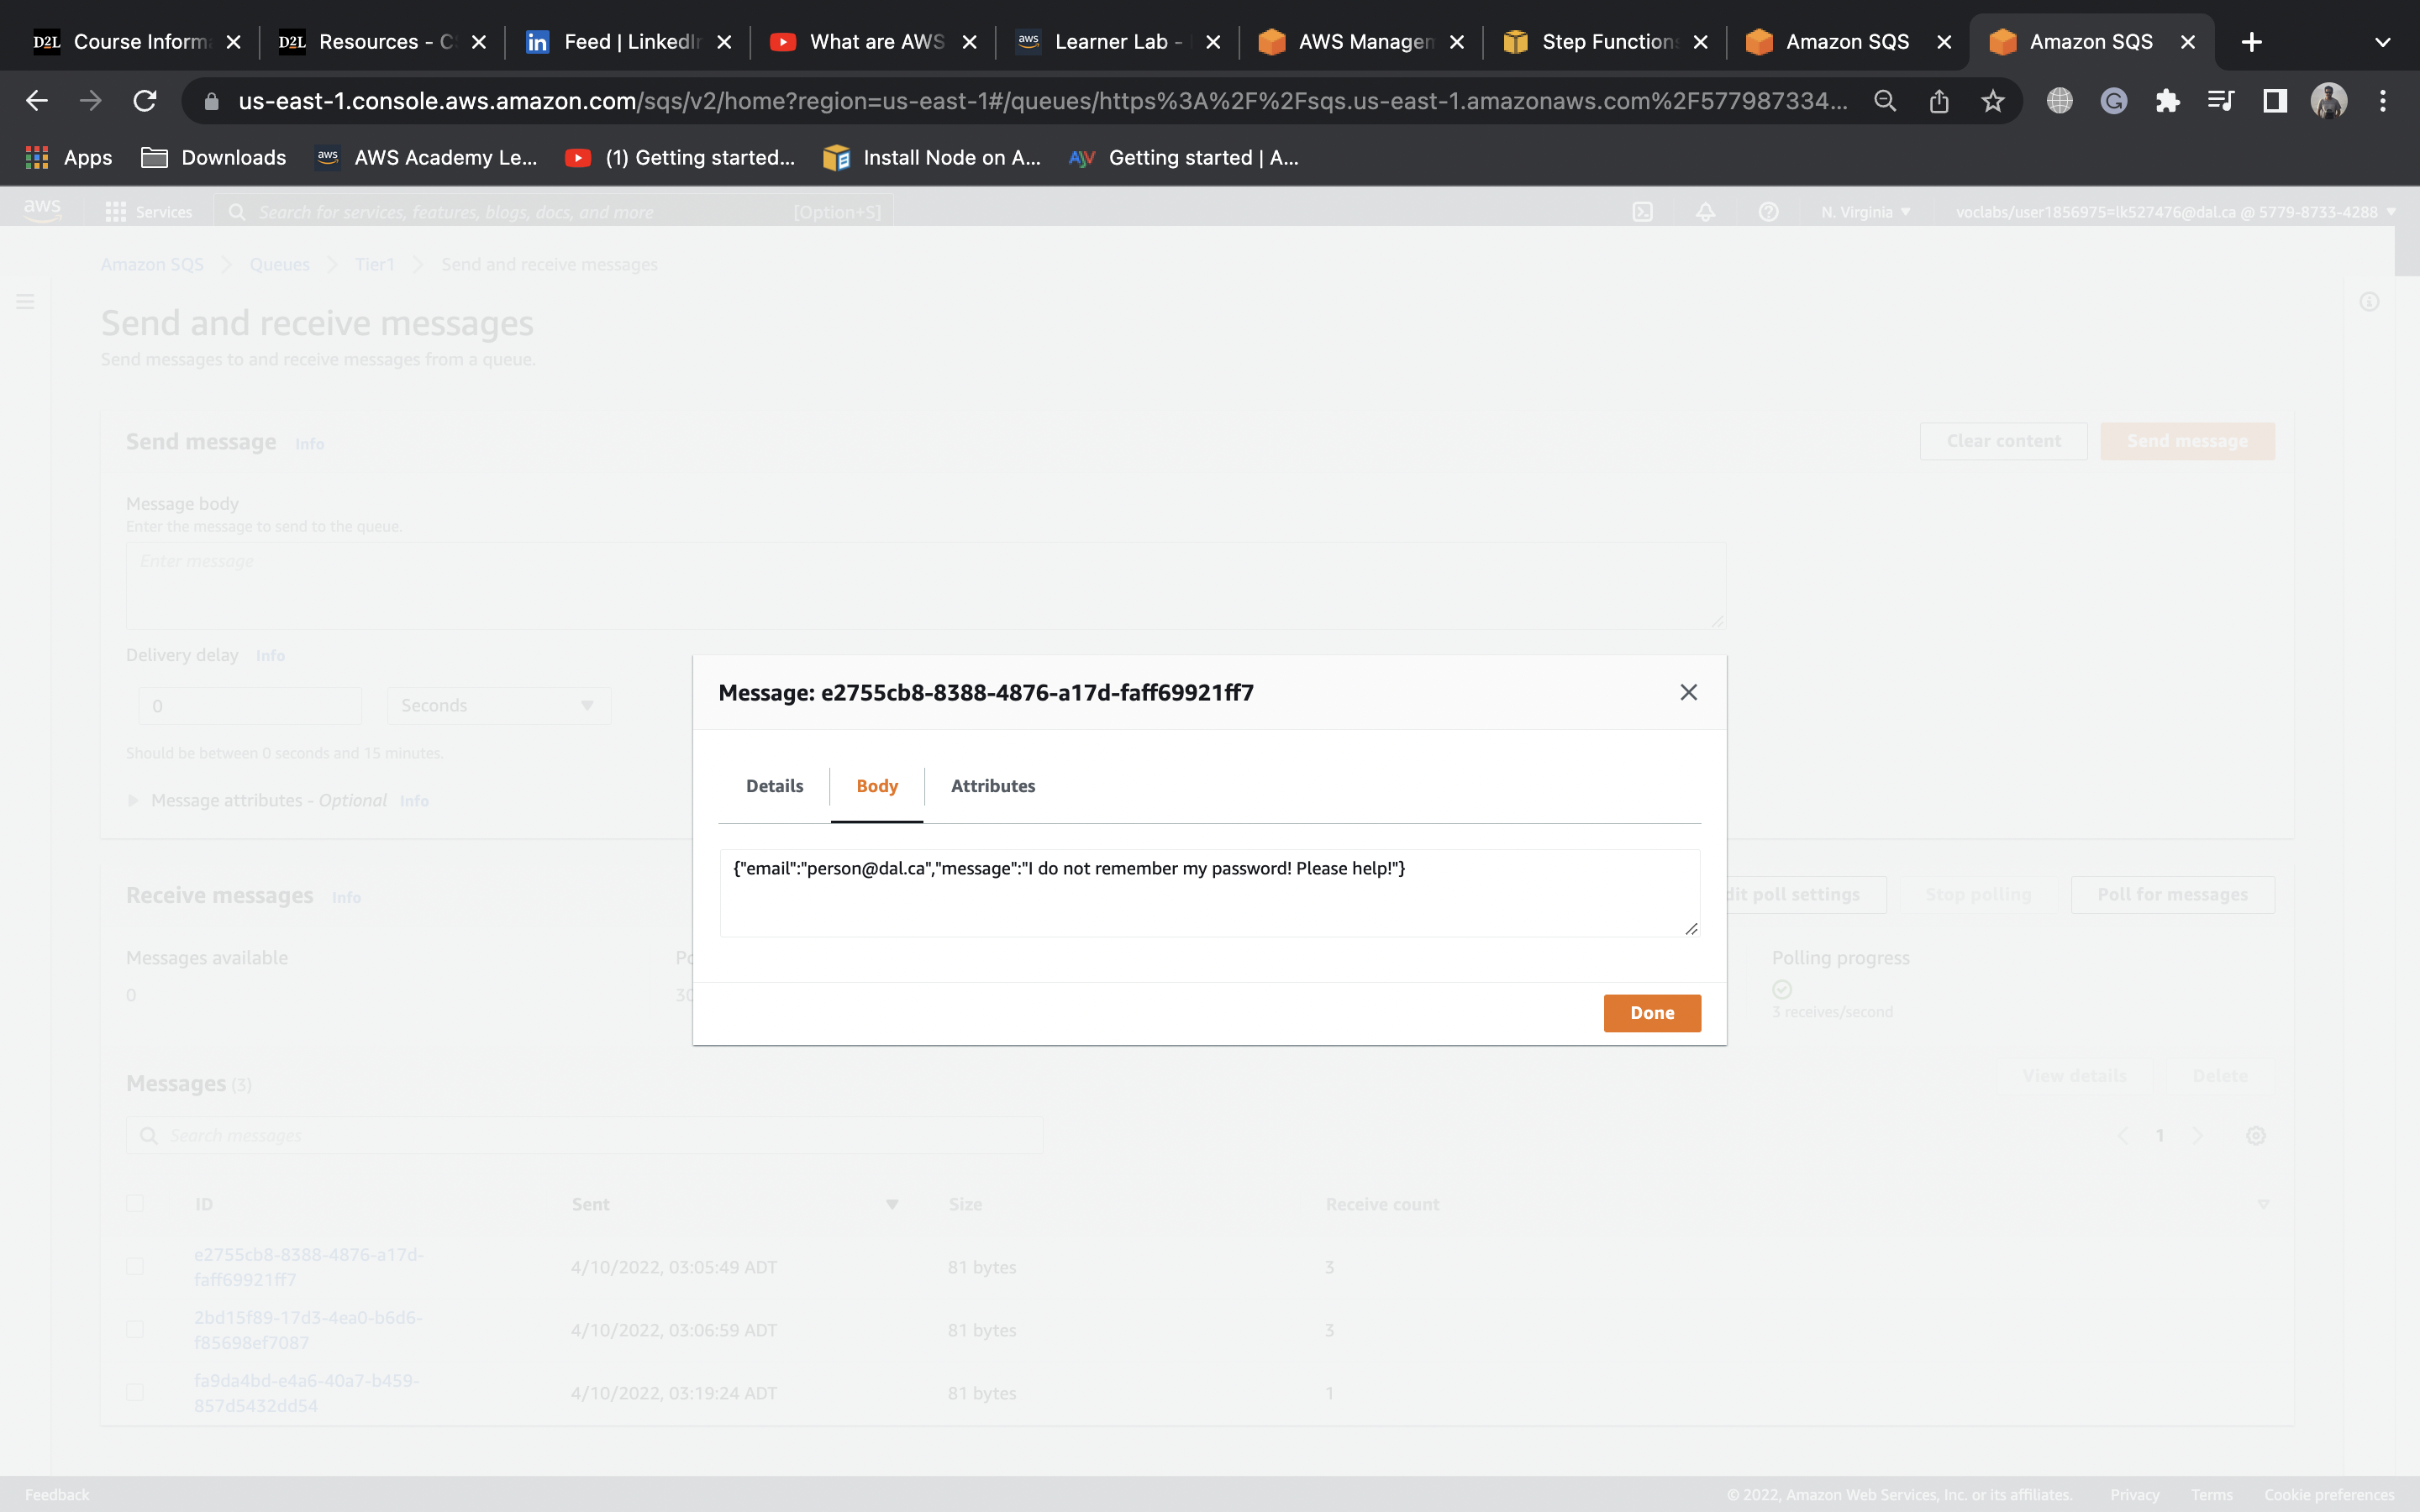 D2L Course Inform
D2L Resources - C
in Feed | LinkedIn
What are AWS
aws Learner Lab -
AWS Managem
Step Functions
Amazon SQS
Amazon SQS
us-east-1.console.aws.amazon.com/sqs/v2/home?region=us-east-1#/queues/https%3A%2F%2Fsqs.us-east-1.amazonaws.com%2F577987334...
Apps
Downloads
aws AWS Academy Le...
(1) Getting started...
Install Node on A...
AJV Getting started | A...
aws Services Search for services, features, blogs, docs, and more [Option+S] N. Virginia voclabs/user1856975=lk527476@dal.ca @ 5779-8733-4288
Amazon SQS Queues Tier1 Send and receive messages
Send and receive messages
Send messages to and receive messages from a queue.
Send message Info Clear content Send message
Message body
Enter the message to send to the queue.
Enter message
Delivery delay Info
0 Seconds
Should be between 0 seconds and 15 minutes.
Message attributes - Optional Info
Message: e2755cb8-8388-4876-a17d-faff69921ff7
Details Body Attributes
{"email":"person@dal.ca","message":"I do not remember my password! Please help!"}
Done
Receive messages Info dit poll settings Stop polling Poll for messages
Messages available Po Polling progress
0 30
3 receives/second
Messages (3) View details Delete
Search messages 1
ID Sent Size Receive count
e2755cb8-8388-4876-a17d-
faff69921ff7 4/10/2022, 03:05:49 ADT 81 bytes 3
2bd15f89-17d3-4ea0-b6d6-
f85698ef7087 4/10/2022, 03:06:59 ADT 81 bytes 3
fa9da4bd-e4a6-40a7-b459-
857d5432dd54 4/10/2022, 03:19:24 ADT 81 bytes 1
Feedback © 2022, Amazon Web Services, Inc. or its affiliates. Privacy Terms Cookie preferences